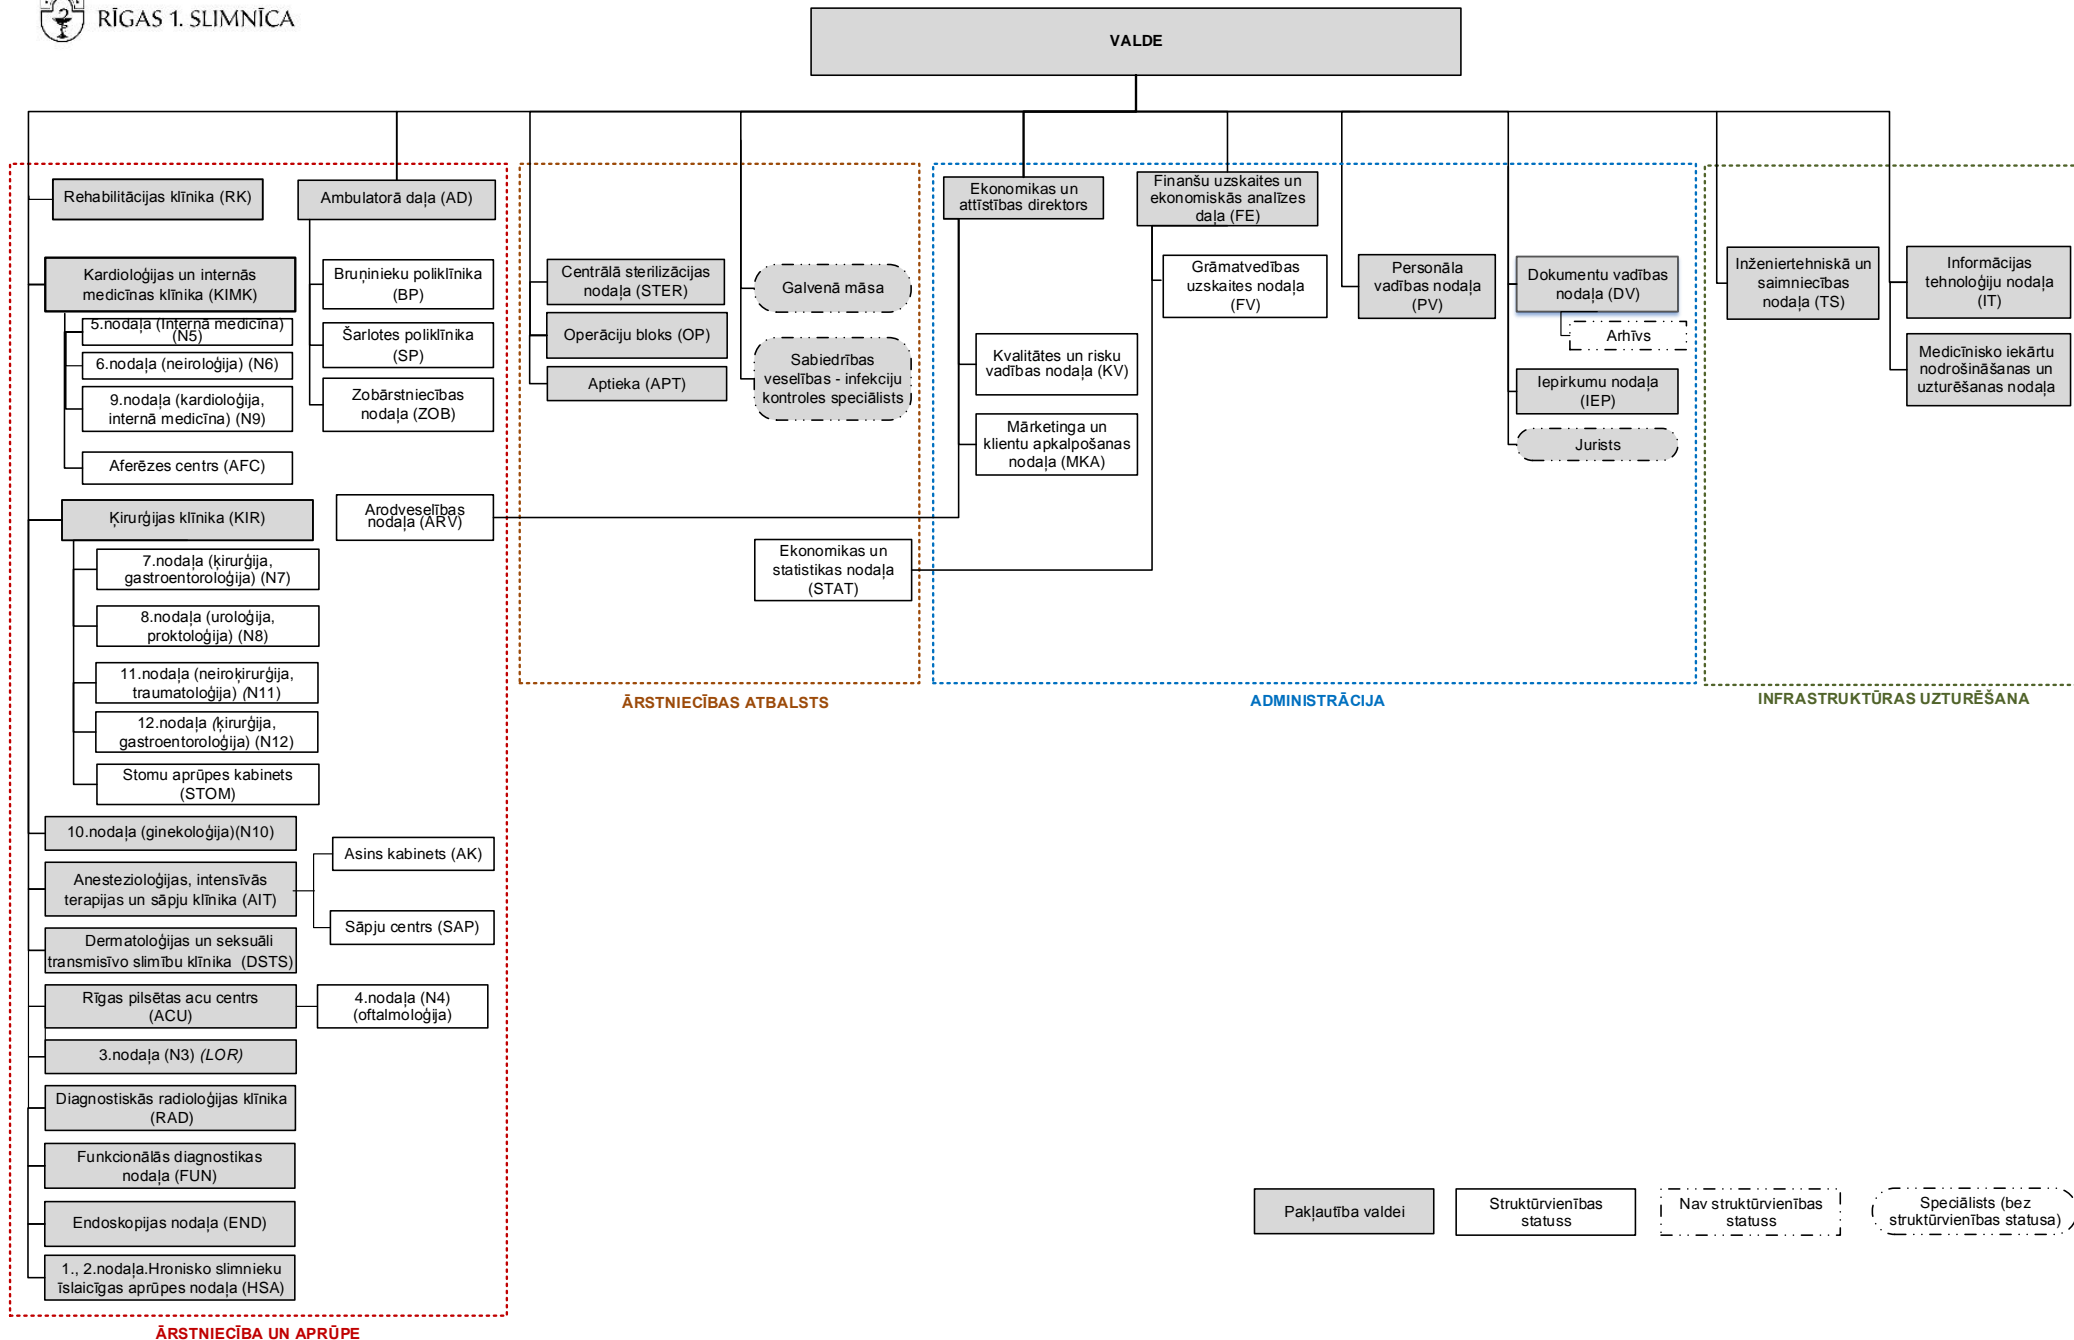 RĪGAS 1. SLIMNĪCA
VALDE
Rehabilitācijas klīnika (RK)
Kardioloģijas un internās
medicīnas klīnika (KIMK)
5.nodaļa (Internā medicīna)
(N5)
6.nodaļa (neiroloģija) (N6)
9.nodaļa (kardioloģija,
internā medicīna) (N9)
Aferēzes centrs (AFC)
Ķirurģijas klīnika (KIR)
7.nodaļa (ķirurģija,
gastroentoroloģija) (N7)
8.nodaļa (uroloģija,
proktoloģija) (N8)
11.nodaļa (neiroķirurģija,
traumatoloģija) (N11)
12.nodaļa (ķirurģija,
gastroentoroloģija) (N12)
Stomu aprūpes kabinets
(STOM)
10.nodaļa (ginekoloģija)(N10)
Anestezioloģijas, intensīvās
terapijas un sāpju klīnika (AIT)
Asins kabinets (AK)
Sāpju centrs (SAP)
Dermatoloģijas un seksuāli
transmisīvo slimību klīnika (DSTS)
Rīgas pilsētas acu centrs
(ACU)
4.nodaļa (N4)
(oftalmoloģija)
3.nodaļa (N3) (LOR)
Diagnostiskās radioloģijas klīnika
(RAD)
Funkcionālās diagnostikas
nodaļa (FUN)
Endoskopijas nodaļa (END)
1., 2.nodaļa.Hronisko slimnieku
īslaicīgas aprūpes nodaļa (HSA)
Ambulatorā daļa (AD)
Bruņinieku poliklīnika
(BP)
Šarlotes poliklīnika
(SP)
Zobārstniecības
nodaļa (ZOB)
Arodveselības
nodaļa (ARV)
ĀRSTNIECĪBA UN APRŪPE
Centrālā sterilizācijas
nodaļa (STER)
Operāciju bloks (OP)
Aptieka (APT)
Galvenā māsa
Sabiedrības
veselības - infekciju
kontroles speciālists
Ekonomikas un
statistikas nodaļa
(STAT)
ĀRSTNIECĪBAS ATBALSTS
Ekonomikas un
attīstības direktors
Kvalitātes un risku
vadības nodaļa (KV)
Mārketinga un
klientu apkalpošanas
nodaļa (MKA)
Finanšu uzskaites un
ekonomiskās analīzes
daļa (FE)
Grāmatvedības
uzskaites nodaļa
(FV)
Personāla
vadības nodaļa
(PV)
Dokumentu vadības
nodaļa (DV)
Arhīvs
Iepirkumu nodaļa
(IEP)
Jurists
ADMINISTRĀCIJA
Inženiertehniskā un
saimniecības
nodaļa (TS)
Informācijas
tehnoloģiju nodaļa
(IT)
Medicīnisko iekārtu
nodrošināšanas un
uzturēšanas nodaļa
INFRASTRUKTŪRAS UZTURĒŠANA
Pakļautība valdei
Struktūrvienības
statuss
Nav struktūrvienības
statuss
Speciālists (bez
struktūrvienības statusa)